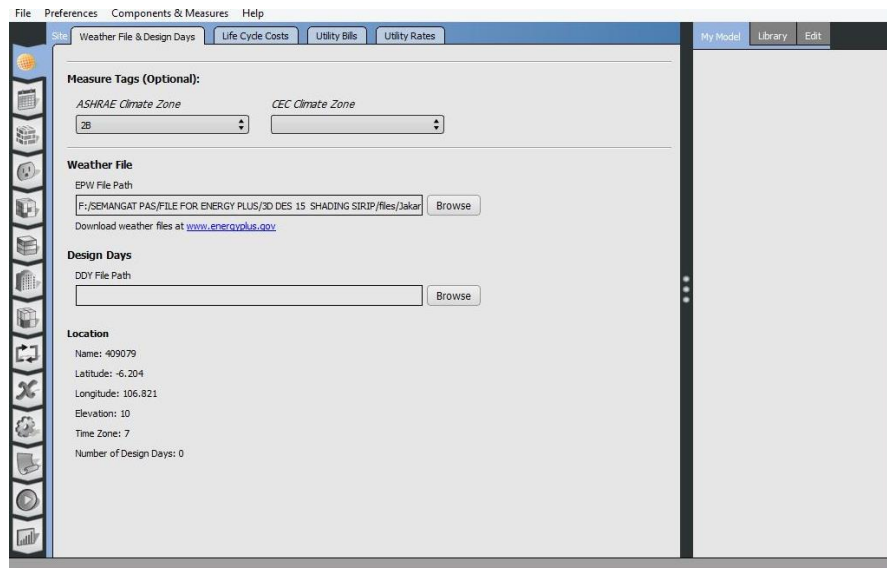 File Preferences Components & Measures Help
Site Weather File & Design Days Life Cycle Costs Utility Bills Utility Rates My Model Library Edit
Measure Tags (Optional):
ASHRAE Climate Zone CEC Climate Zone
2B
Weather File
EPW File Path
F:/SEMANGAT PAS/FILE FOR ENERGY PLUS/3D DES 15 SHADING SIRIP/files/Jakar Browse
Download weather files at www.energyplus.gov
Design Days
DDY File Path
Browse
Location
Name: 409079
Latitude: -6.204
Longitude: 106.821
Elevation: 10
Time Zone: 7
Number of Design Days: 0